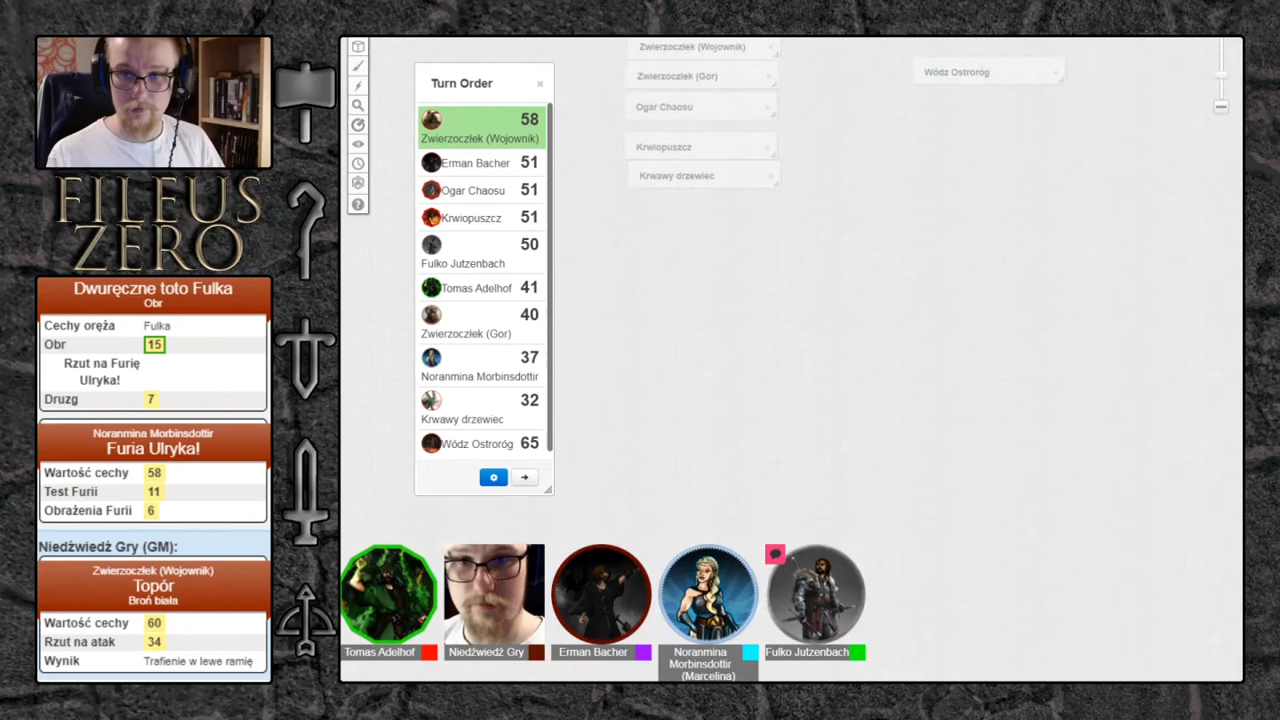 FILEUS
ZERO
Dwuręczne toto Fulka
Obr
Cechy oręża Fulka
Obr 15
Rzut na Furię
Ulryka!
Druzg 7
Noranmina Morbinsdottir
Furia Ulryka!
Wartość cechy 58
Test Furii 11
Obrażenia Furii 6
Niedźwiedź Gry (GM):
Zwierzoczłek (Wojownik)
Topór
Broń biała
Wartość cechy 60
Rzut na atak 34
Wynik Trafienie w lewe ramię
Turn Order ×
58
Zwierzoczłek (Wojownik)
Erman Bacher 51
Ogar Chaosu 51
Krwiopuszcz 51
50
Fulko Jutzenbach
Tomas Adelhof 41
40
Zwierzoczłek (Gor)
37
Noranmina Morbinsdottir
32
Krwawy drzewiec
Wódz Ostroróg 65
Zwierzoczlek (Wojownik) ×
Zwierzoczlek (Gor) ×
Ogar Chaosu ×
Krwiopuszcz ×
Krwawy drzewiec ×
Wódz Ostroróg ×
Tomas Adelhof
Niedźwiedź Gry
Erman Bacher
Noranmina
Morbinsdottir
(Marcelina)
Fulko Jutzenbach